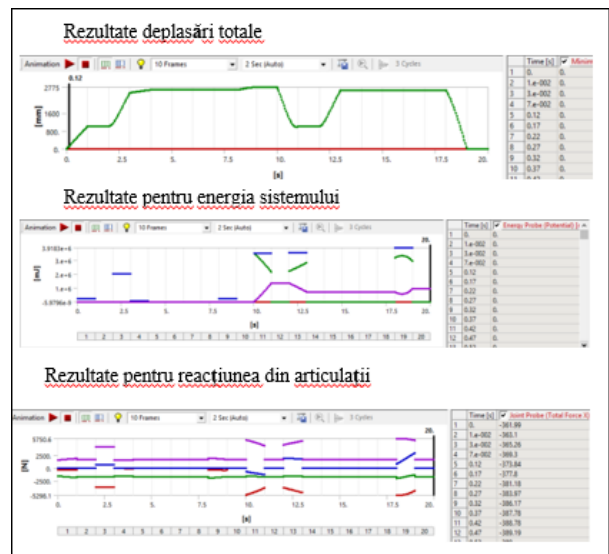 Rezultate deplasări totale
Animation 10 Frames 2 Sec (Auto) 3 Cycles
Time [s] Minim
0.12
2775
1600
800.
0.
[mm]
0. 2.5 5. 7.5 10. 12.5 15. 17.5 20.
[s]
1 0. 0.
2 1.e-002 0.
3 3.e-002 0.
4 7.e-002 0.
5 0.12 0.
6 0.17 0.
7 0.22 0.
8 0.27 0.
9 0.32 0.
10 0.37 0.
Rezultate pentru energia sistemului
Animation 10 Frames 2 Sec (Auto) 3 Cycles
Time [s] Energy Probe (Potential)
20.
3.e+6
2.e+6
1.e+6
[mJ]
0. 2.5 5. 7.5 10. 12.5 15. 17.5 20.
[s]
1 2 3 4 5 6 7 8 9 10 11 12 13 14 15 16 17 18 19 20
1 0. 0.
2 1.e-002 0.
3 3.e-002 0.
4 7.e-002 0.
5 0.12 0.
6 0.17 0.
7 0.22 0.
8 0.27 0.
9 0.32 0.
10 0.37 0.
11 0.42 0.
12 0.47 0.
Rezultate pentru reacțiunea din articulații
Animation 10 Frames 2 Sec (Auto) 3 Cycles
Time [s] Joint Probe (Total Force X)
20.
5750.6
2500.
0.
-2500.
-5296.1
[N]
0. 2.5 5. 7.5 10. 12.5 15. 17.5 20.
[s]
1 2 3 4 5 6 7 8 9 10 11 12 13 14 15 16 17 18 19 20
1 0. -361.99
2 1.e-002 -363.1
3 3.e-002 -365.26
4 7.e-002 -369.3
5 0.12 -373.84
6 0.17 -377.8
7 0.22 -381.18
8 0.27 -383.97
9 0.32 -386.17
10 0.37 -387.78
11 0.42 -388.78
12 0.47 -389.19